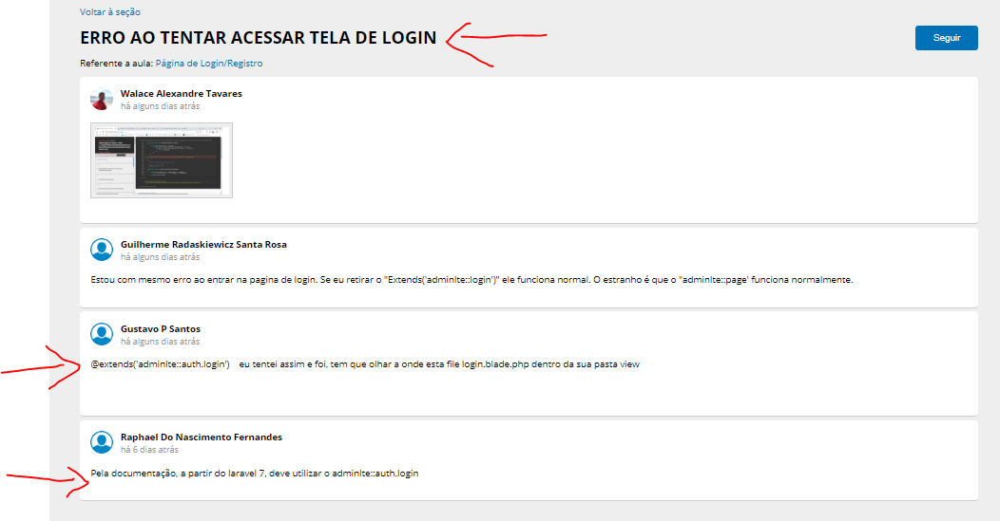 Voltar à seção
ERRO AO TENTAR ACESSAR TELA DE LOGIN
Seguir
Referente a aula: Página de Login/Registro
Walace Alexandre Tavares
há alguns dias atrás
Guilherme Radaskiewicz Santa Rosa
há alguns dias atrás
Estou com mesmo erro ao entrar na pagina de login. Se eu retirar o "Extends('adminlte::login')" ele funciona normal. O estranho é que o "adminlte::page' funciona normalmente.
Gustavo P Santos
há alguns dias atrás
@extends('adminlte::auth.login') eu tentei assim e foi, tem que olhar a onde esta file login.blade.php dentro da sua pasta view
Raphael Do Nascimento Fernandes
há 6 dias atrás
Pela documentação, a partir do laravel 7, deve utilizar o adminlte::auth.login